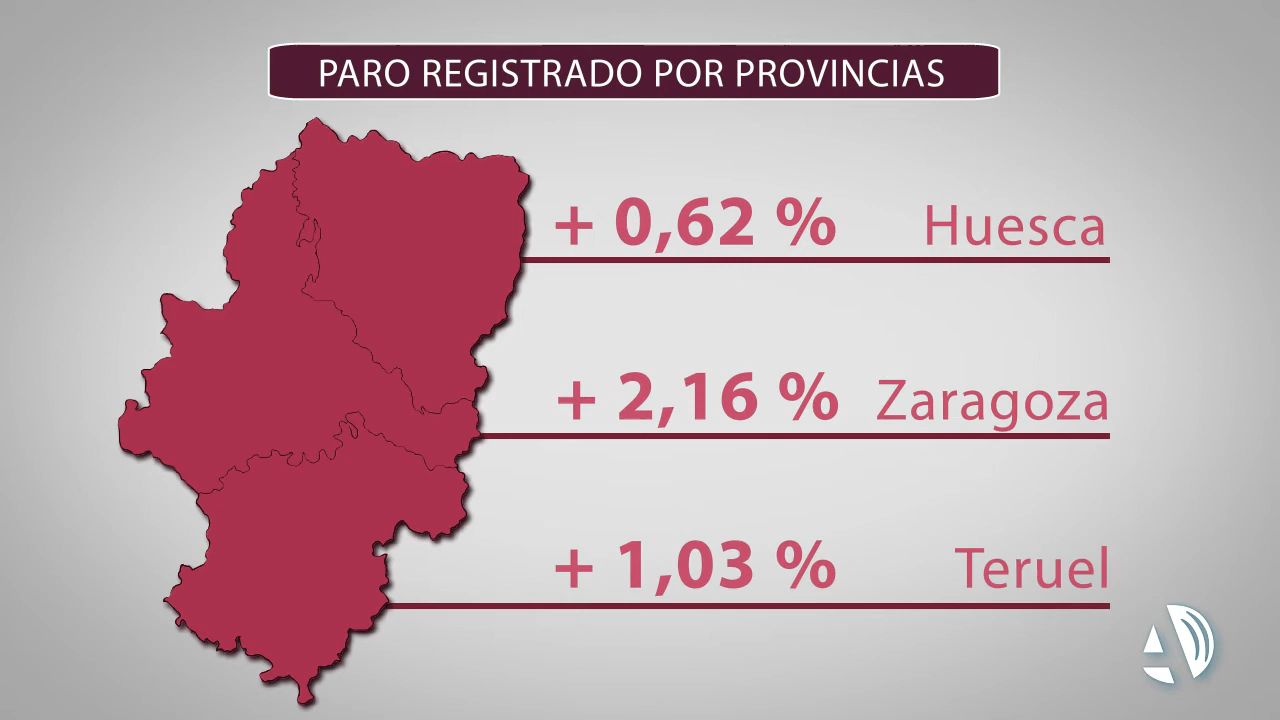 PARO REGISTRADO POR PROVINCIAS
+ 0,62 % Huesca
+ 2,16 % Zaragoza
+ 1,03 % Teruel